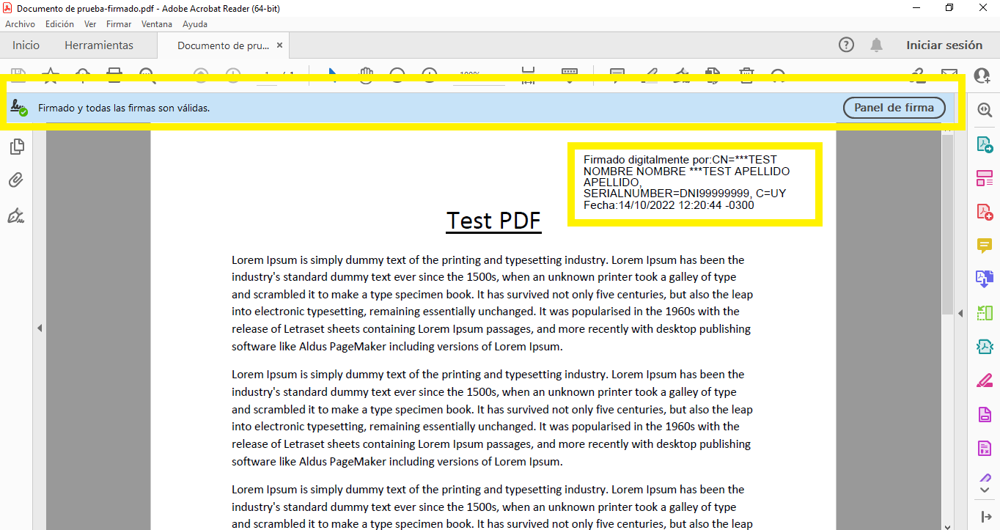 Documento de prueba-firmado.pdf - Adobe Acrobat Reader (64-bit)
Archivo Edición Ver Firmar Ventana Ayuda
Inicio Herramientas Documento de pru... Iniciar sesión
Firmado y todas las firmas son válidas. Panel de firma
Firmado digitalmente por:CN=***TEST
NOMBRE NOMBRE ***TEST APELLIDO
APELLIDO,
SERIALNUMBER=DNI99999999, C=UY
Fecha:14/10/2022 12:20:44 -0300
Test PDF
Lorem Ipsum is simply dummy text of the printing and typesetting industry. Lorem Ipsum has been the
industry's standard dummy text ever since the 1500s, when an unknown printer took a galley of type
and scrambled it to make a type specimen book. It has survived not only five centuries, but also the leap
into electronic typesetting, remaining essentially unchanged. It was popularised in the 1960s with the
release of Letraset sheets containing Lorem Ipsum passages, and more recently with desktop publishing
software like Aldus PageMaker including versions of Lorem Ipsum.
Lorem Ipsum is simply dummy text of the printing and typesetting industry. Lorem Ipsum has been the
industry's standard dummy text ever since the 1500s, when an unknown printer took a galley of type
and scrambled it to make a type specimen book. It has survived not only five centuries, but also the leap
into electronic typesetting, remaining essentially unchanged. It was popularised in the 1960s with the
release of Letraset sheets containing Lorem Ipsum passages, and more recently with desktop publishing
software like Aldus PageMaker including versions of Lorem Ipsum.
Lorem Ipsum is simply dummy text of the printing and typesetting industry. Lorem Ipsum has been the
industry's standard dummy text ever since the 1500s, when an unknown printer took a galley of type
and scrambled it to make a type specimen book. It has survived not only five centuries, but also the leap